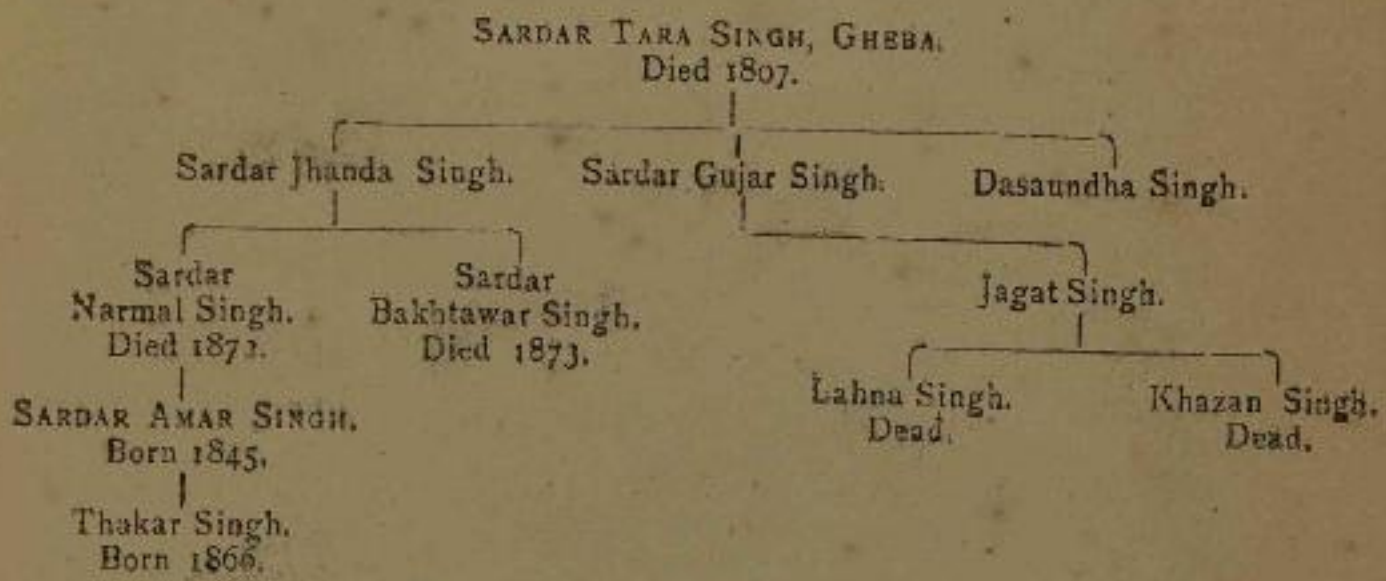 SARDAR TARA SINGH, GHEBA.
Died 1807.
Sardar Jhanda Singh. Sardar Gujar Singh. Dasaundha Singh.
Sardar
Narmal Singh.
Died 1872.
Sardar
Bakhtawar Singh.
Died 1873.
Jagat Singh.
SARDAR AMAR SINGH.
Born 1845.
Lahna Singh.
Dead.
Khazan Singh.
Dead.
Thakar Singh.
Born 1866.